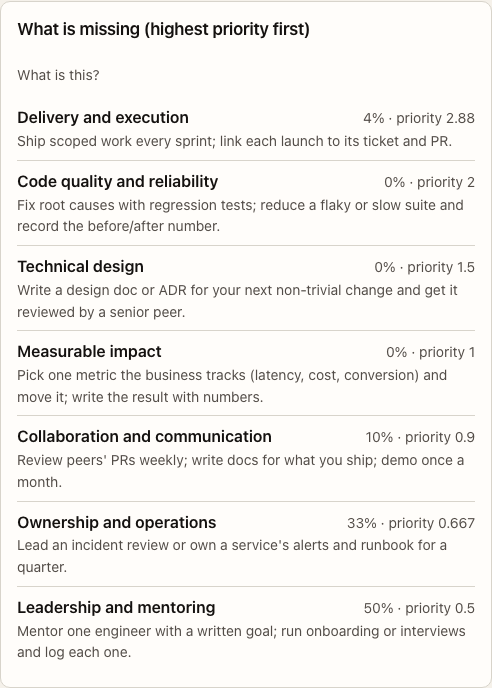 What is missing (highest priority first)
What is this?
Delivery and execution 4% · priority 2.88
Ship scoped work every sprint; link each launch to its ticket and PR.
Code quality and reliability 0% · priority 2
Fix root causes with regression tests; reduce a flaky or slow suite and
record the before/after number.
Technical design 0% · priority 1.5
Write a design doc or ADR for your next non-trivial change and get it
reviewed by a senior peer.
Measurable impact 0% · priority 1
Pick one metric the business tracks (latency, cost, conversion) and
move it; write the result with numbers.
Collaboration and communication 10% · priority 0.9
Review peers' PRs weekly; write docs for what you ship; demo once a
month.
Ownership and operations 33% · priority 0.667
Lead an incident review or own a service's alerts and runbook for a
quarter.
Leadership and mentoring 50% · priority 0.5
Mentor one engineer with a written goal; run onboarding or interviews
and log each one.